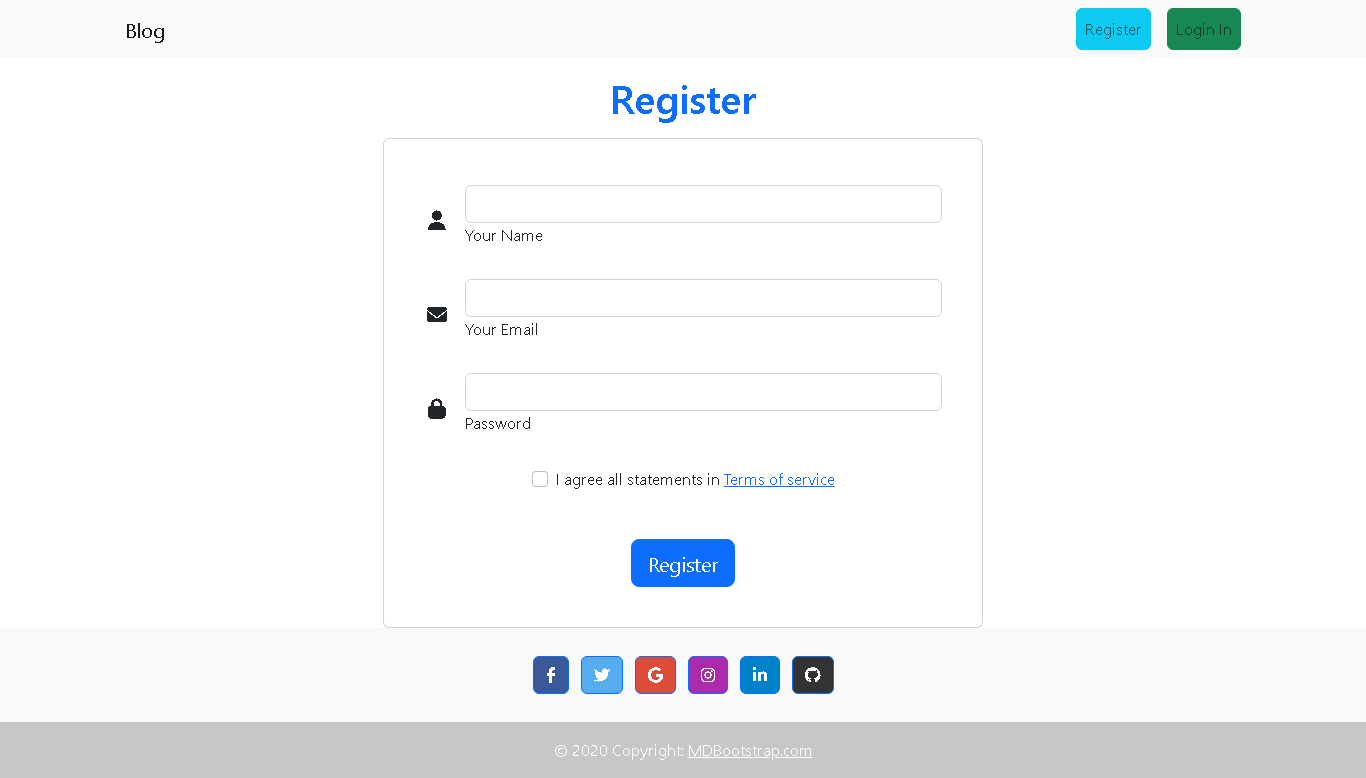 Blog
Register
Login In
Register
Your Name
Your Email
Password
I agree all statements in Terms of service
Register
© 2020 Copyright: MDBootstrap.com